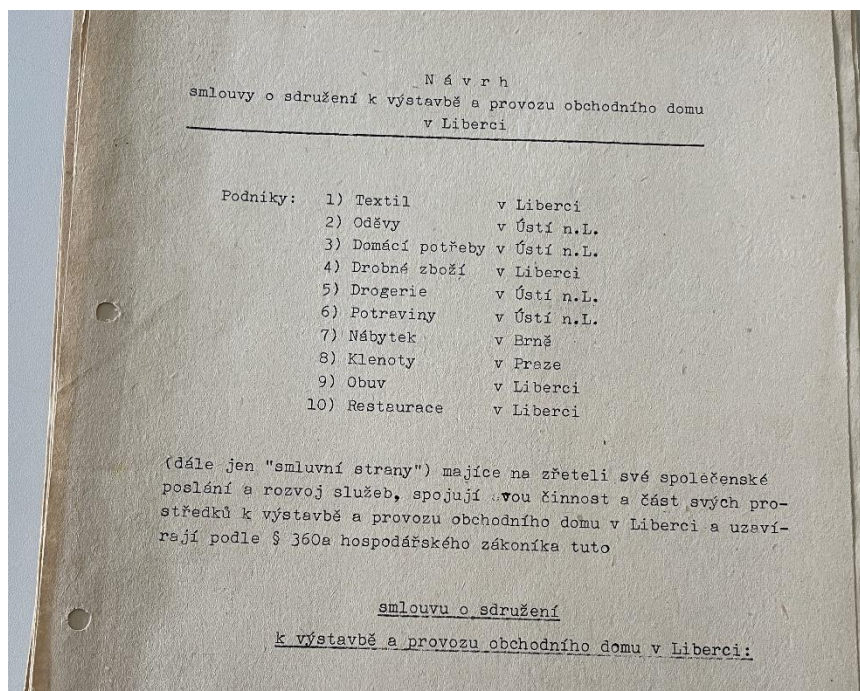 N á v r h
smlouvy o sdružení k výstavbě a provozu obchodního domu
v Liberci
Podniky: 1) Textil v Liberci
2) Oděvy v Ústí n.L.
3) Domácí potřeby v Ústí n.L.
4) Drobné zboží v Liberci
5) Drogerie v Ústí n.L.
6) Potraviny v Ústí n.L.
7) Nábytek v Brně
8) Klenoty v Praze
9) Obuv v Liberci
10) Restaurace v Liberci
(dále jen "smluvní strany") majíce na zřeteli své společenské
poslání a rozvoj služeb, spojují svou činnost a část svých pro-
středků k výstavbě a provozu obchodního domu v Liberci a uzaví-
rají podle § 360a hospodářského zákoníka tuto
smlouvu o sdružení
k výstavbě a provozu obchodního domu v Liberci: